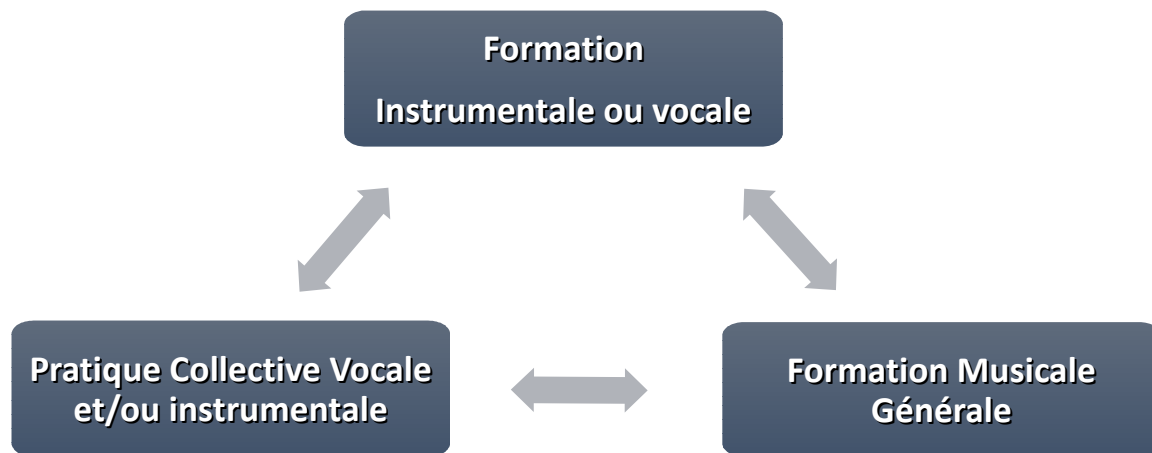 Formation
Instrumentale ou vocale
Pratique Collective Vocale
et/ou instrumentale
Formation Musicale
Générale